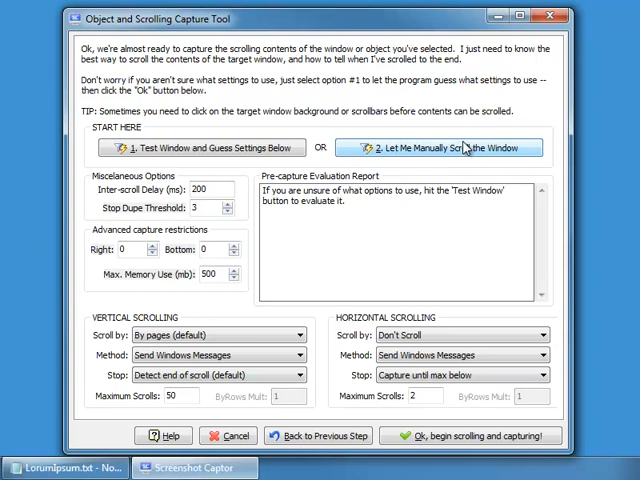 Object and Scrolling Capture Tool
Ok, we're almost ready to capture the scrolling contents of the window or object you've selected. I just need to know the
best way to scroll the contents of the target window, and how to tell when I've scrolled to the end.
Don't worry if you aren't sure what settings to use, just select option #1 to let the program guess what settings to use --
then click the "Ok" button below.
TIP: Sometimes you need to click on the target window background or scrollbars before contents can be scrolled.
START HERE
1. Test Window and Guess Settings Below OR 2. Let Me Manually Scroll the Window
Miscellaneous Options
Inter-scroll Delay (ms): 200
Stop Dupe Threshold: 3
Advanced capture restrictions
Right: 0 Bottom: 0
Max. Memory Use (mb): 500
Pre-capture Evaluation Report
If you are unsure of what options to use, hit the 'Test Window'
button to evaluate it.
VERTICAL SCROLLING
Scroll by: By pages (default)
Method: Send Windows Messages
Stop: Detect end of scroll (default)
Maximum Scrolls: 50 ByRows Mult: 1
HORIZONTAL SCROLLING
Scroll by: Don't Scroll
Method: Send Windows Messages
Stop: Capture until max below
Maximum Scrolls: 2 ByRows Mult: 1
Help Cancel Back to Previous Step Ok, begin scrolling and capturing!
LorumIpsum.txt - No... Screenshot Captor